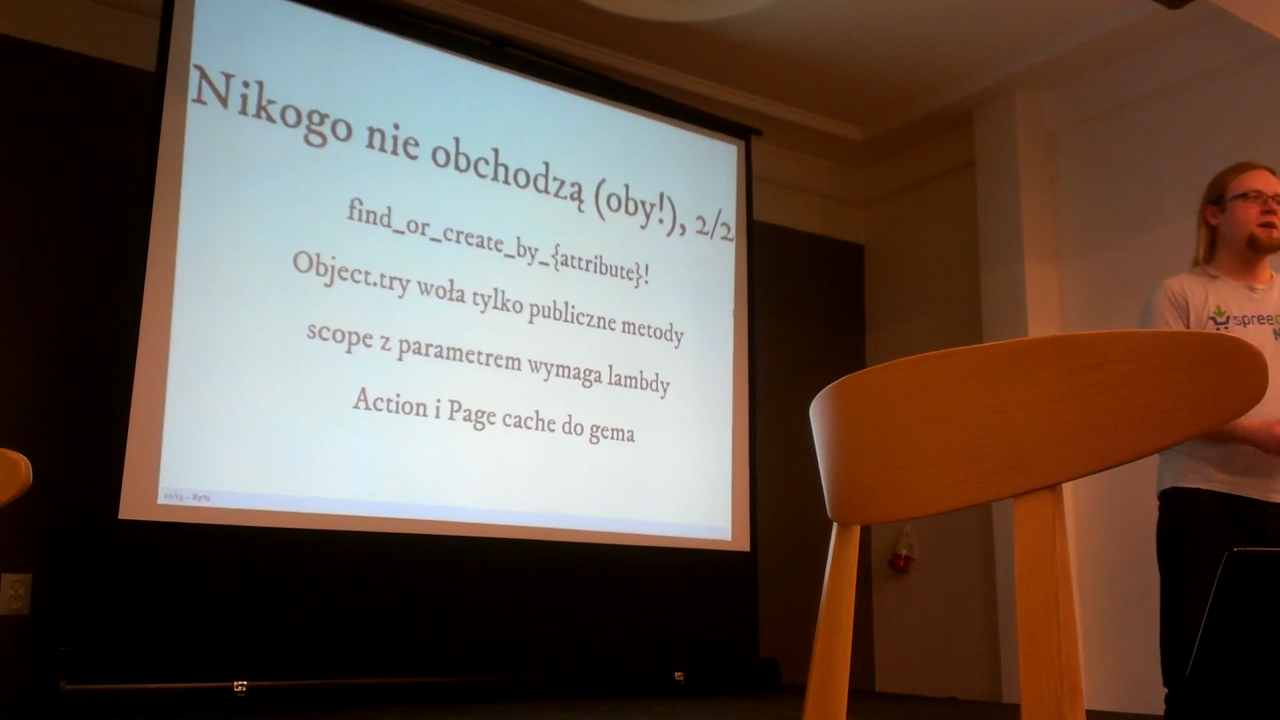 Nikogo nie obchodzą (oby!), 2/2
find_or_create_by_{attribute}!
Object.try woła tylko publiczne metody
scope z parametrem wymaga lambdy
Action i Page cache do gema
spree